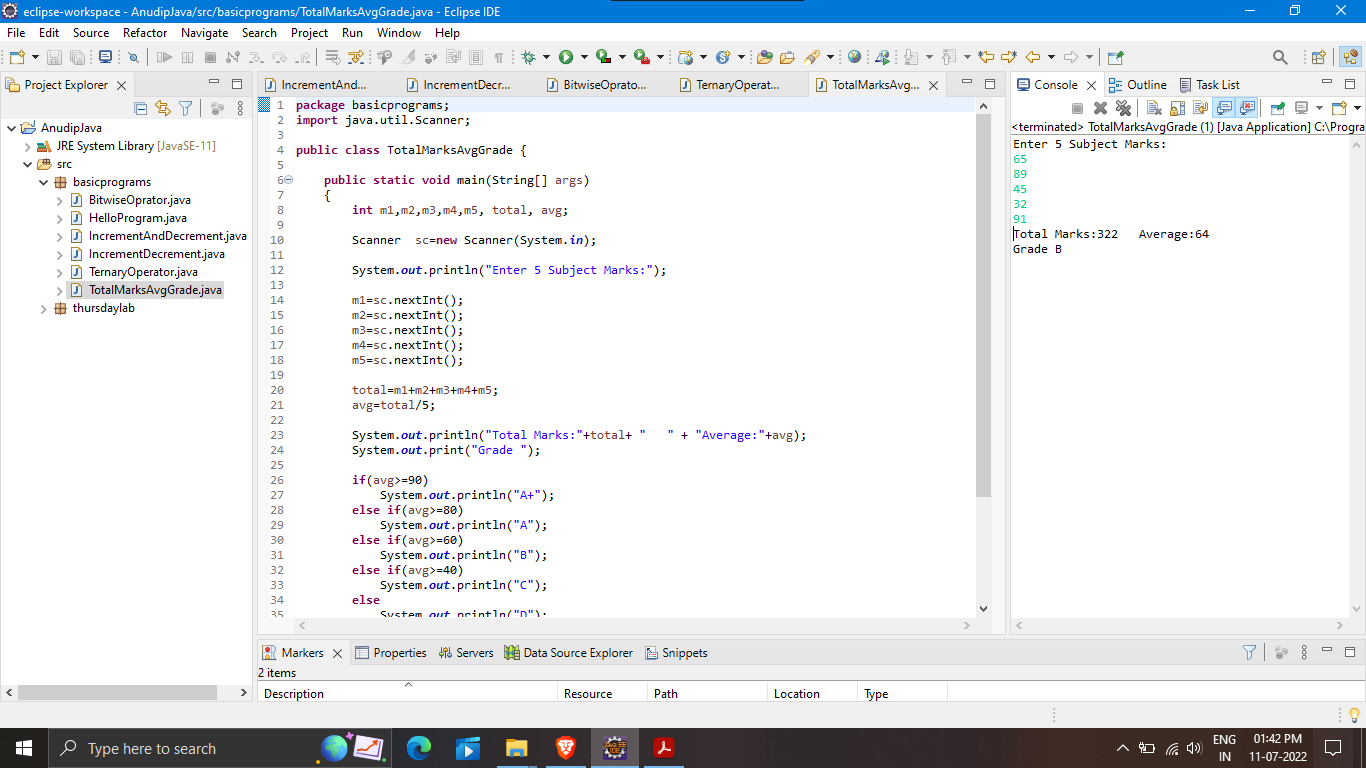 eclipse-workspace - AnudipJava/src/basicprograms/TotalMarksAvgGrade.java - Eclipse IDE
File Edit Source Refactor Navigate Search Project Run Window Help
Project Explorer
AnudipJava
JRE System Library [JavaSE-11]
src
basicprograms
BitwiseOprator.java
HelloProgram.java
IncrementAndDecrement.java
IncrementDecrement.java
TernaryOperator.java
TotalMarksAvgGrade.java
thursdaylab
IncrementAnd... IncrementDecr... BitwiseOprato... TernaryOperat... TotalMarksAvg...
1 package basicprograms;
2 import java.util.Scanner;
3
4 public class TotalMarksAvgGrade {
5
6 public static void main(String[] args)
7 {
8 int m1,m2,m3,m4,m5, total, avg;
9
10 Scanner  sc=new Scanner(System.in);
11
12 System.out.println("Enter 5 Subject Marks:");
13
14 m1=sc.nextInt();
15 m2=sc.nextInt();
16 m3=sc.nextInt();
17 m4=sc.nextInt();
18 m5=sc.nextInt();
19
20 total=m1+m2+m3+m4+m5;
21 avg=total/5;
22
23 System.out.println("Total Marks:"+total+ "   " + "Average:"+avg);
24 System.out.print("Grade ");
25
26 if(avg>=90)
27 System.out.println("A+");
28 else if(avg>=80)
29 System.out.println("A");
30 else if(avg>=60)
31 System.out.println("B");
32 else if(avg>=40)
33 System.out.println("C");
34 else
35 System.out.println("D");
Console Outline Task List
<terminated> TotalMarksAvgGrade (1) [Java Application] C:\Progra
Enter 5 Subject Marks:
65
89
45
32
91
Total Marks:322   Average:64
Grade B
Markers Properties Servers Data Source Explorer Snippets
2 items
Description Resource Path Location Type
Type here to search
ENG
IN
01:42 PM
11-07-2022